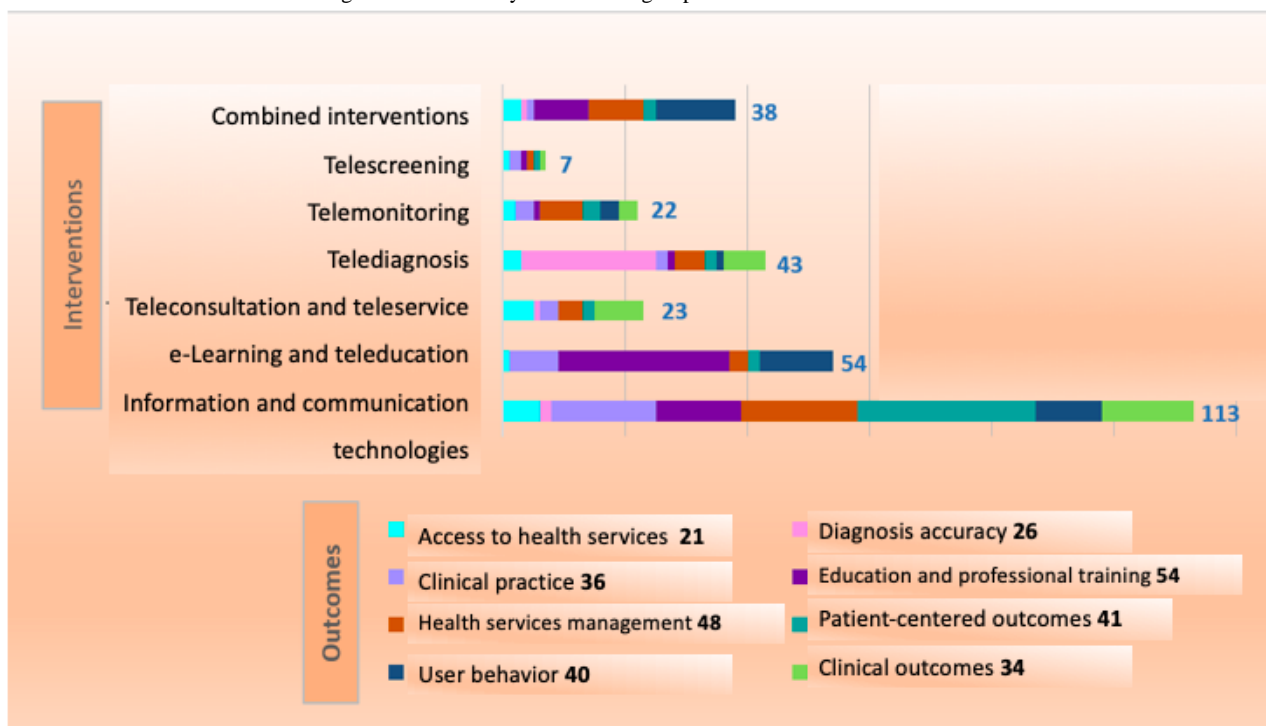 Interventions
Combined interventions
38
Telescreening
7
Telemonitoring
22
Telediagnosis
43
Teleconsultation and teleservice
23
e-Learning and teleducation
54
Information and communication
technologies
113
Outcomes
Access to health services 21
Diagnosis accuracy 26
Clinical practice 36
Education and professional training 54
Health services management 48
Patient-centered outcomes 41
User behavior 40
Clinical outcomes 34